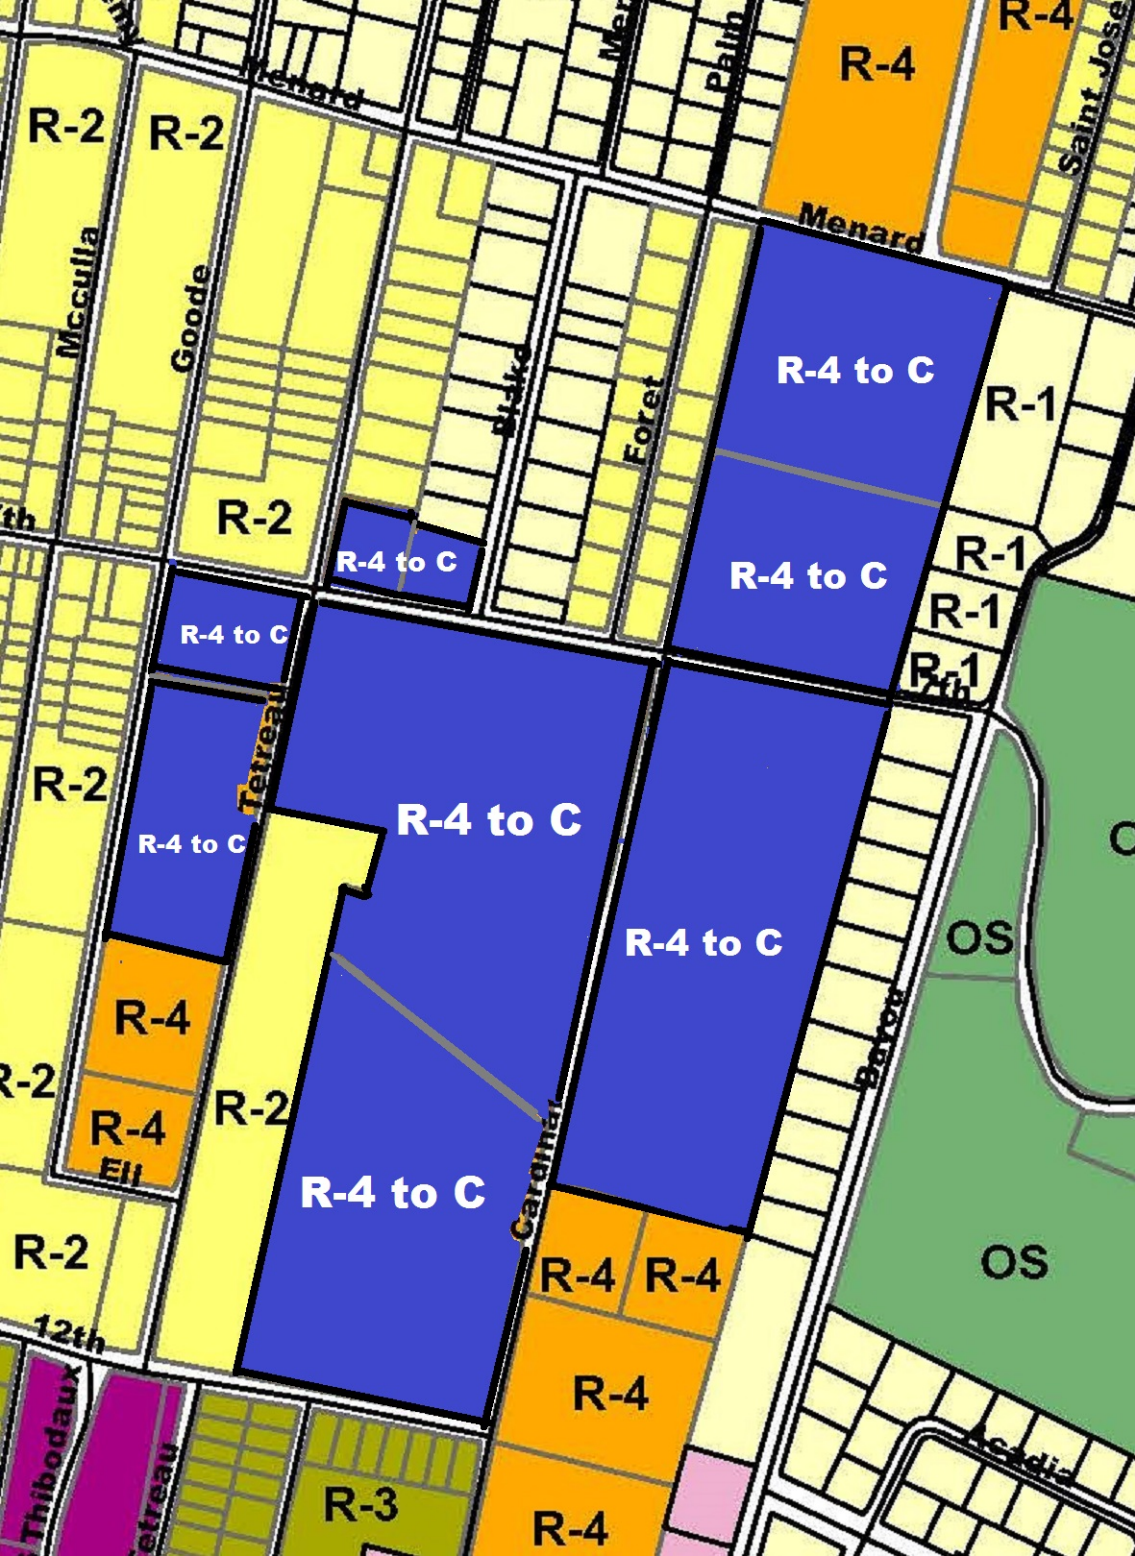 R-4
R-4
Menard
Palm
Saint Jose
R-2
R-2
Menard
R-4 to C
R-1
Mcculla
Goode
Foret
R-2
R-4 to C
R-4 to C
R-1
R-1
R-1
7th
R-4 to C
Tetreau
R-2
R-4 to C
R-4 to C
R-4 to C
OS
Bayou
R-4
R-2
R-2
R-4
Ell
R-4 to C
Cardinal
R-2
R-4
R-4
OS
12th
R-4
Thibodaux
Tetreau
R-3
R-4
Acadia